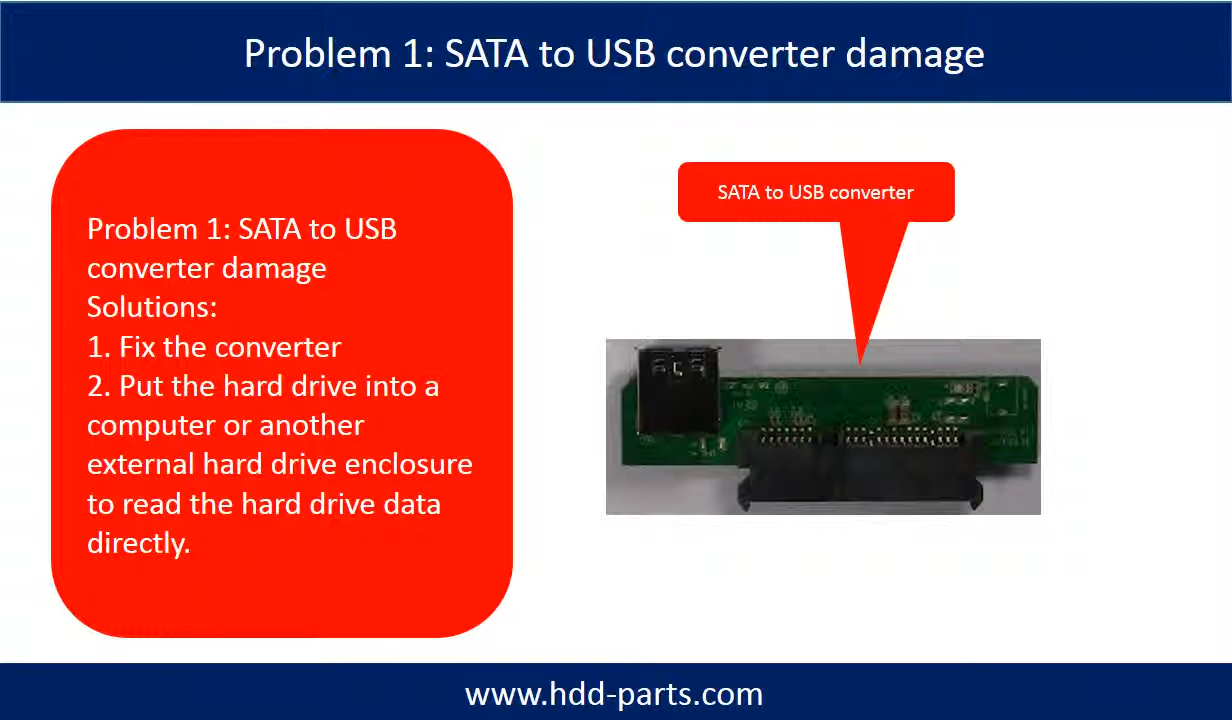 Problem 1: SATA to USB converter damage
Problem 1: SATA to USB
converter damage
Solutions:
1. Fix the converter
2. Put the hard drive into a
computer or another
external hard drive enclosure
to read the hard drive data
directly.
SATA to USB converter
www.hdd-parts.com